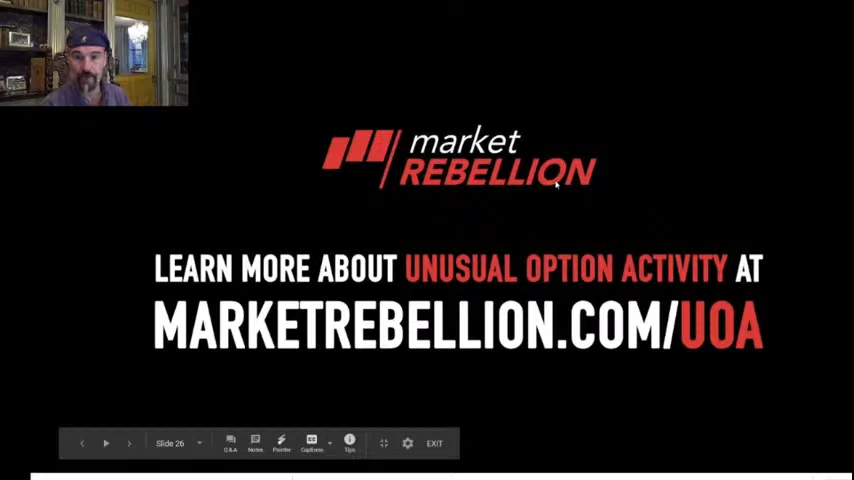 market
REBELLION
LEARN MORE ABOUT UNUSUAL OPTION ACTIVITY AT
MARKETREBELLION.COM/UOA
Slide 26
Q&A
Notes
Pointer
Captions
Tips
EXIT